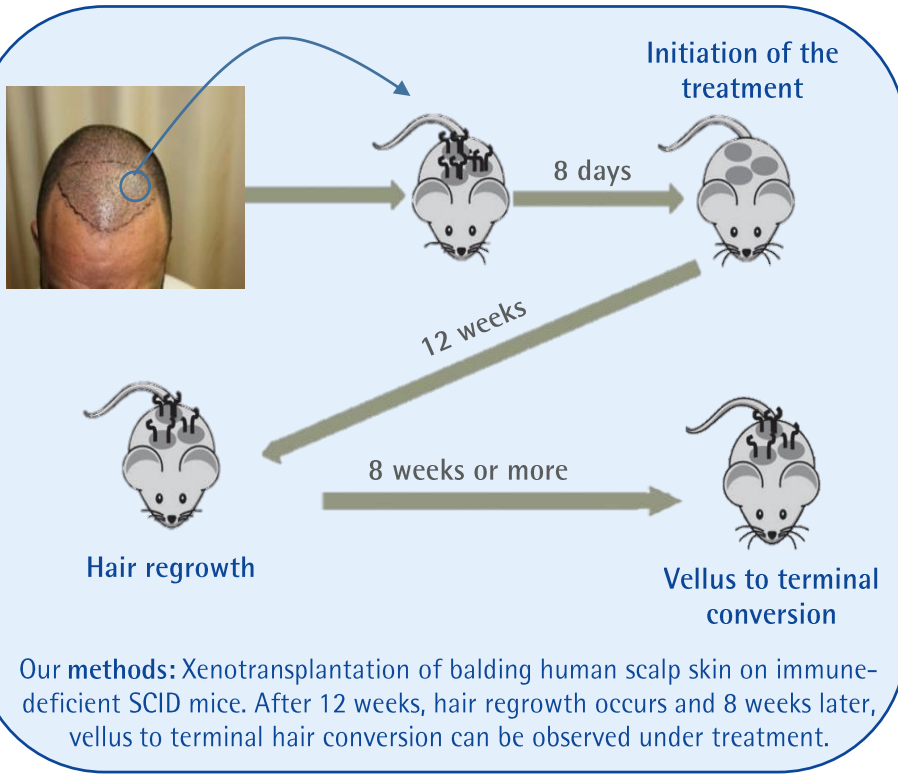 Initiation of the
treatment
8 days
12 weeks
8 weeks or more
Hair regrowth
Vellus to terminal
conversion
Our methods: Xenotransplantation of balding human scalp skin on immune-
deficient SCID mice. After 12 weeks, hair regrowth occurs and 8 weeks later,
vellus to terminal hair conversion can be observed under treatment.